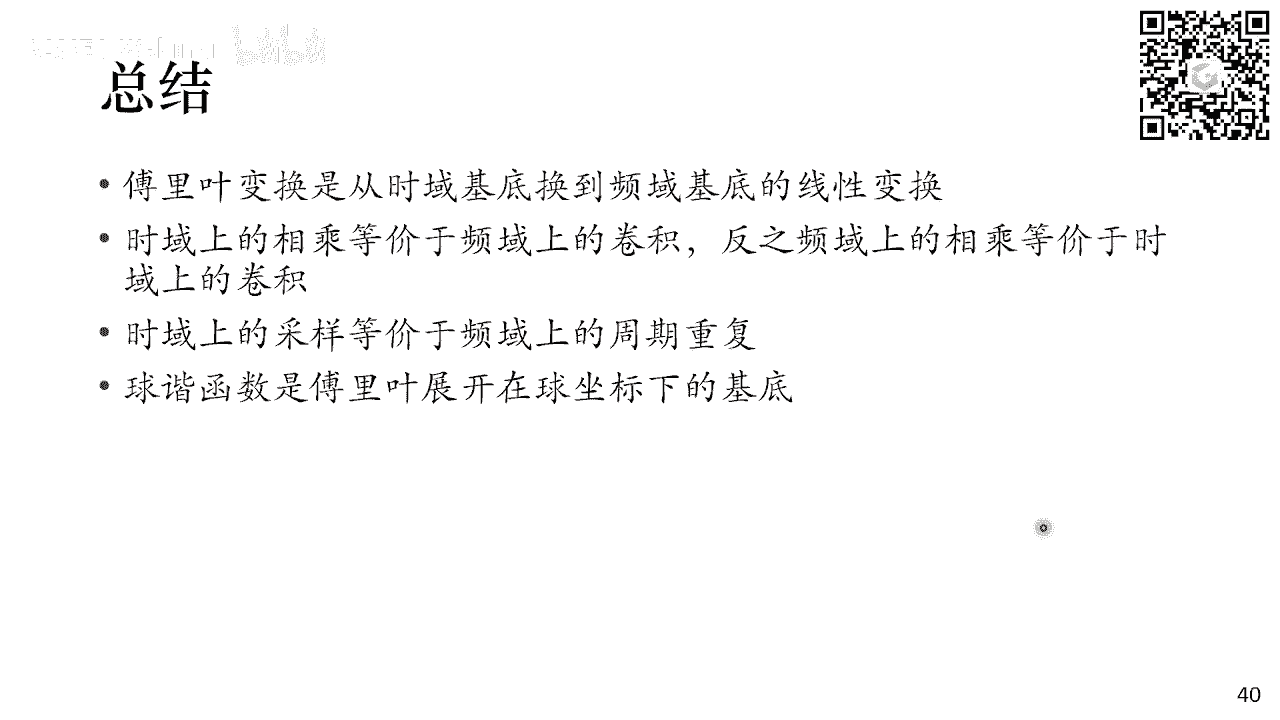 总结
• 傅里叶变换是从时域基底换到频域基底的线性变换
• 时域上的相乘等价于频域上的卷积，反之频域上的相乘等价于时
域上的卷积
• 时域上的采样等价于频域上的周期重复
• 球谐函数是傅里叶展开在球坐标下的基底
40